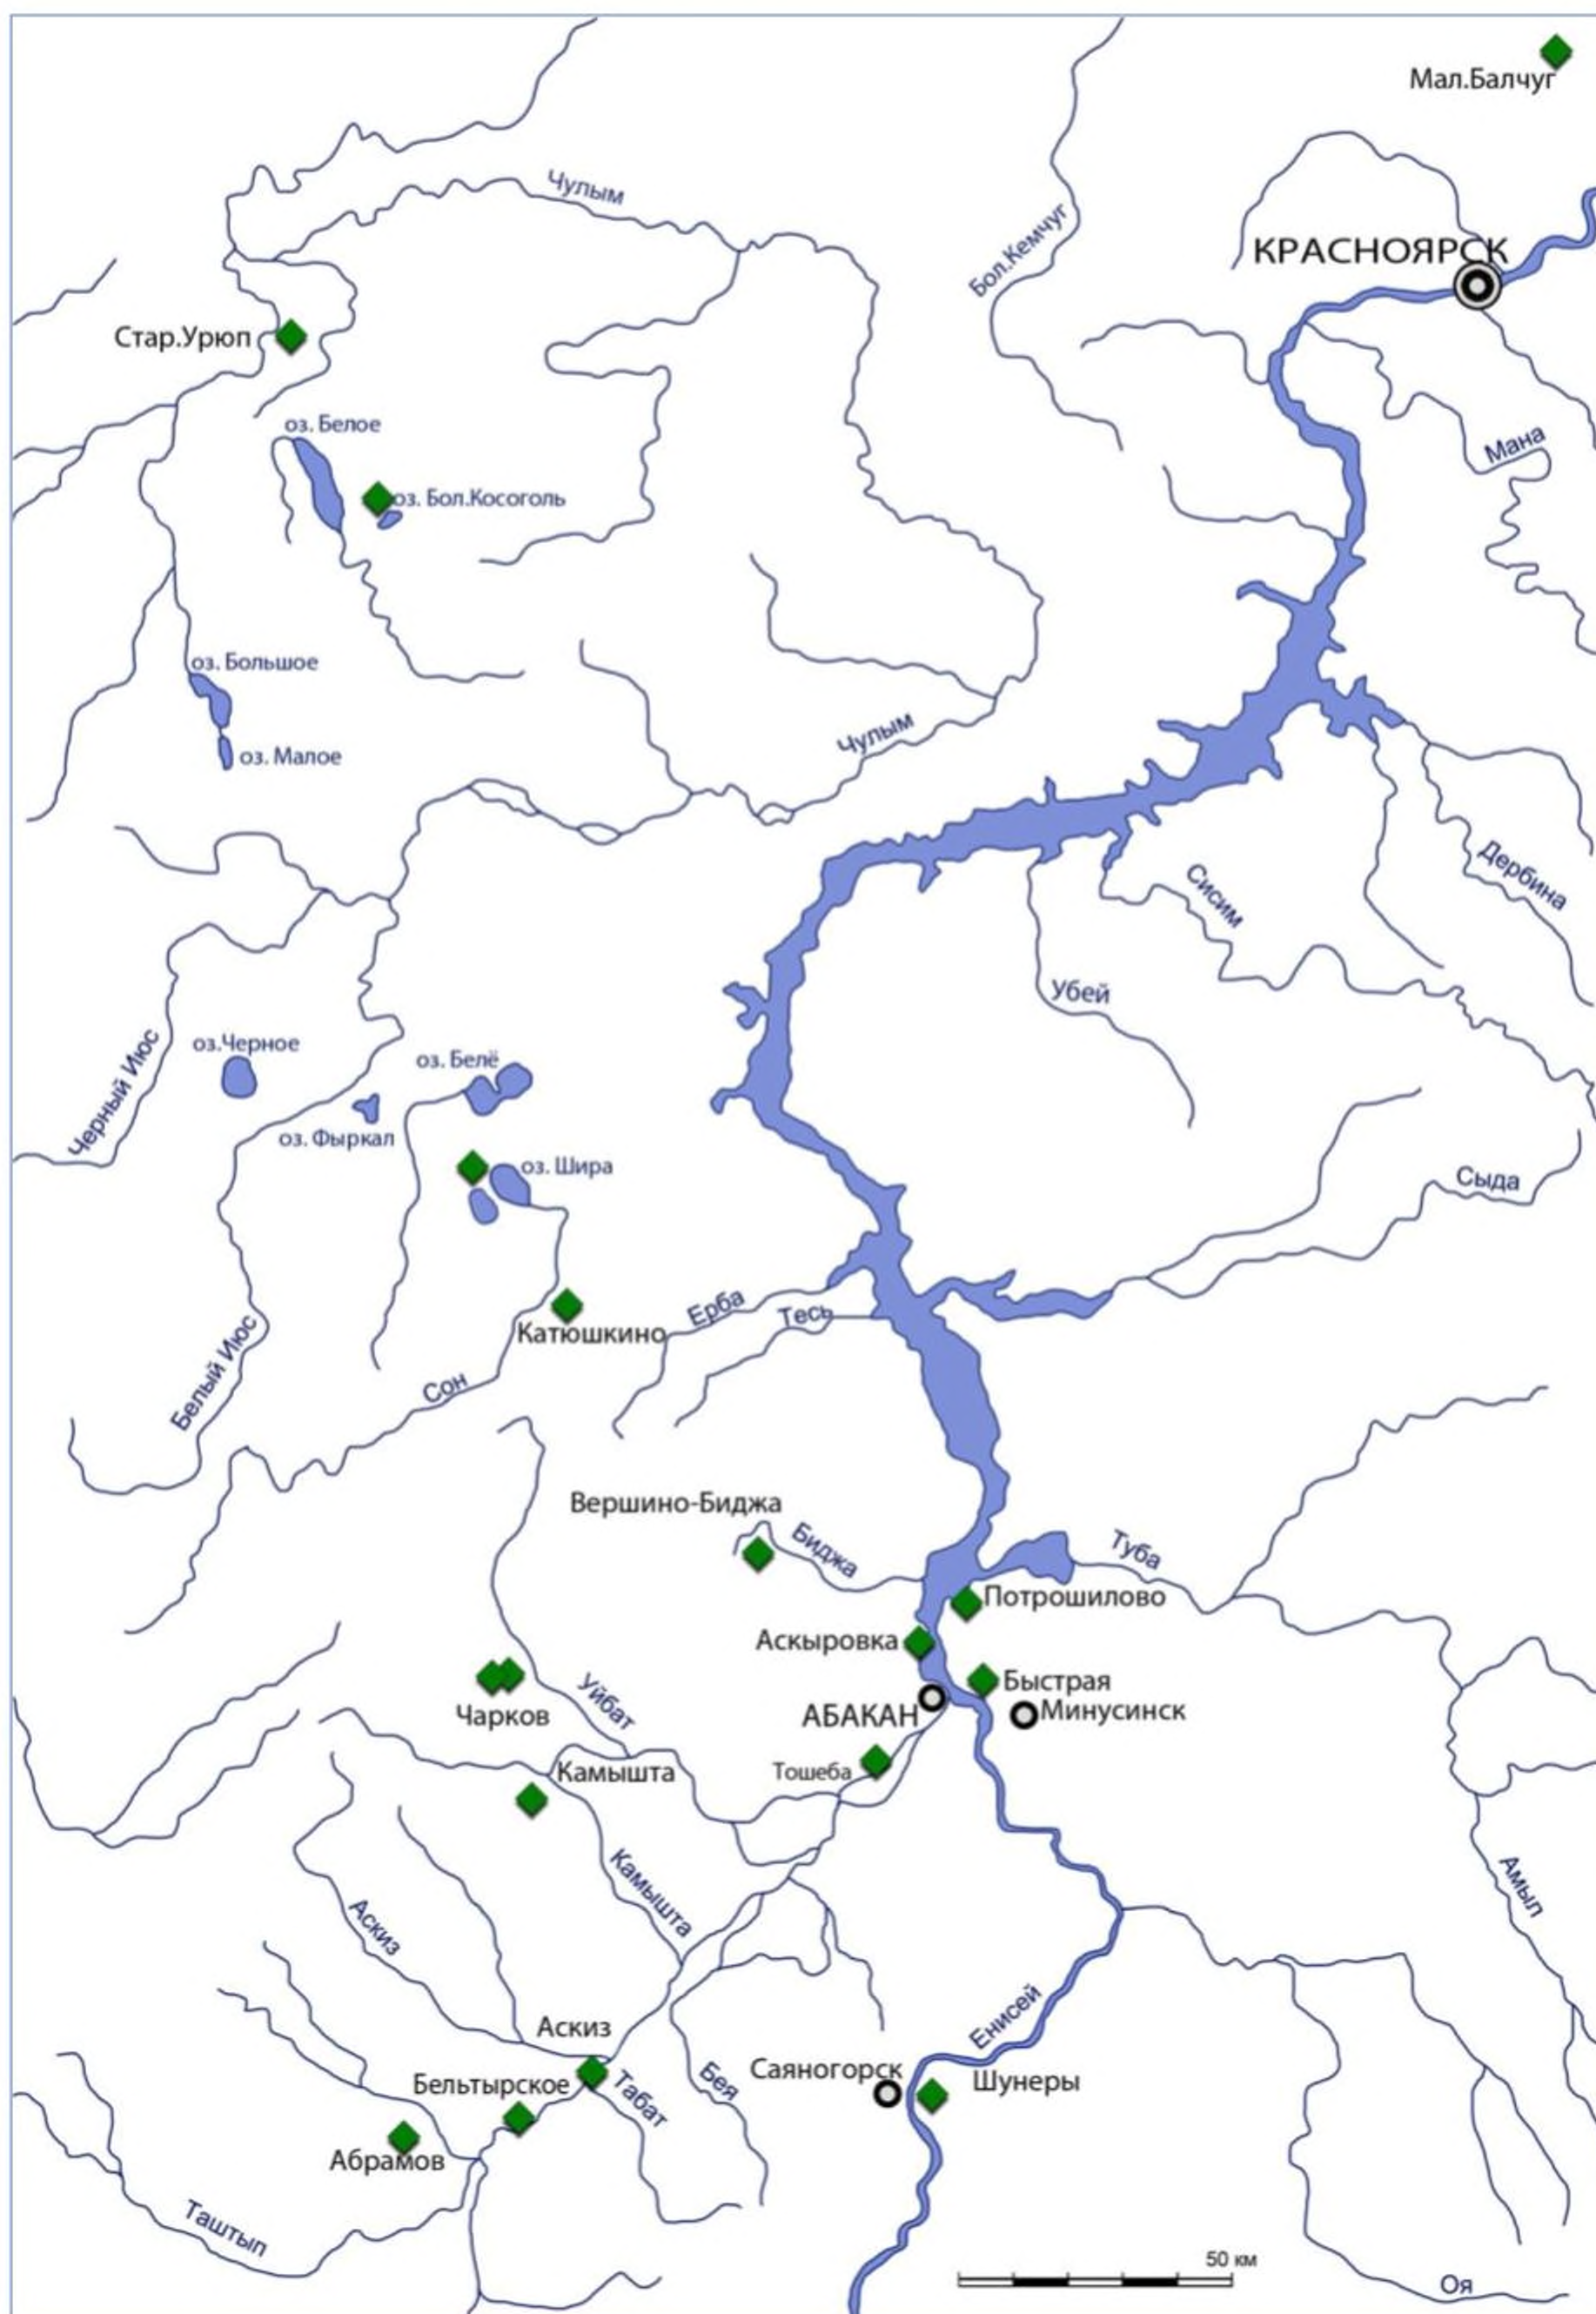 Мал.Балчуг
Чулым
Бол.Кемчуг
КРАСНОЯРСК
Стар.Урюп
оз. Белое
Мана
оз. Бол.Косоголь
оз. Большое
Чулым
оз. Малое
Дербина
Сисим
Убей
Черный Июс
оз.Черное
оз. Белё
оз. Фыркал
оз. Шира
Сыда
Ерба
Тесь
Катюшкино
Белый Июс
Сон
Вершино-Биджа
Биджа
Туба
Потрошилово
Аскыровка
Быстрая
Уйбат
Чарков
АБАКАН
Минусинск
Камышта
Тошеба
Камышта
Амыл
Аскиз
Енисей
Аскиз
Саяногорск
Шунеры
Бельтырское
Табат
Бея
Абрамов
Таштып
50 км
Оя